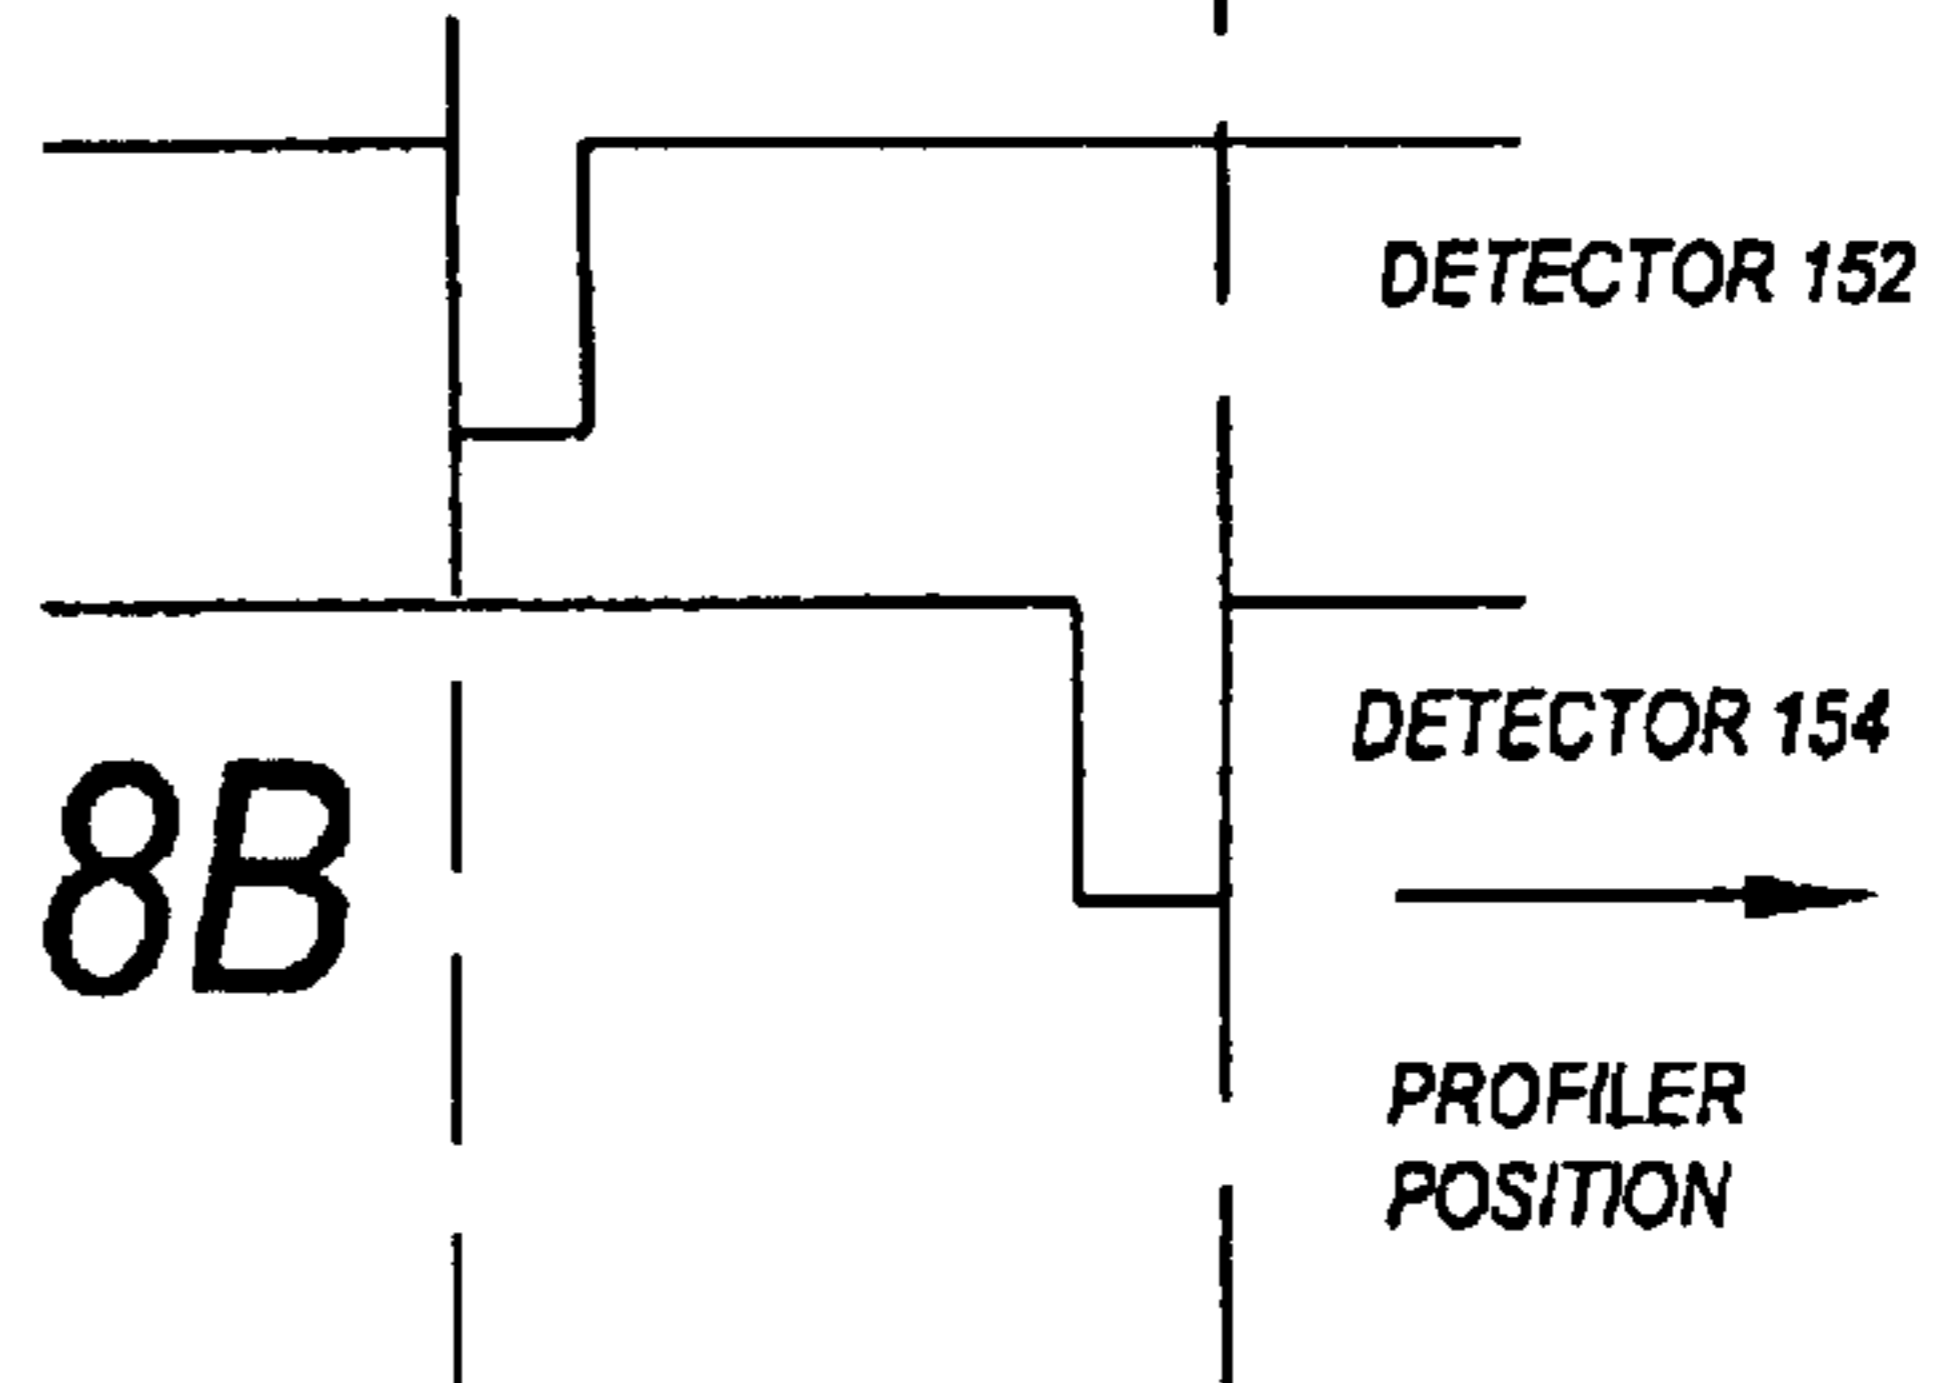 DETECTOR 152
DETECTOR 154
8B
PROFILER
POSITION